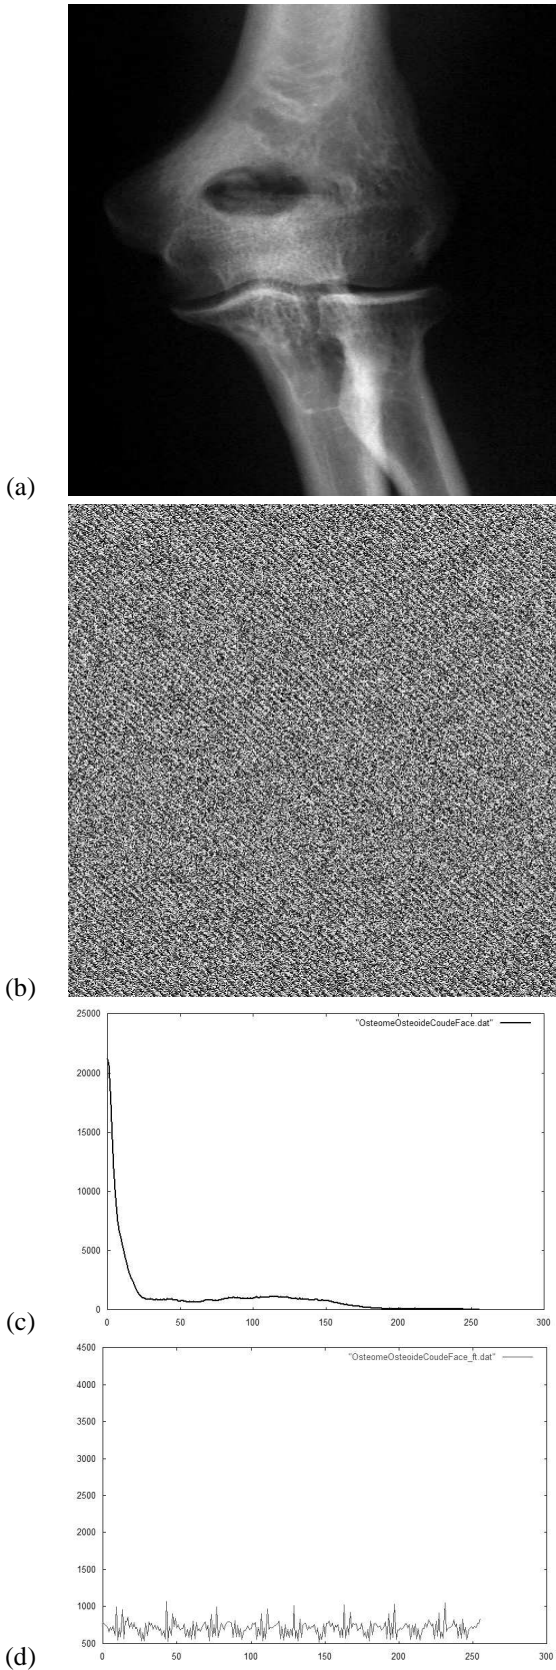 (a)
(b)
25000
"OsteomeOsteoideCoudeFace.dat"
20000
15000
10000
5000
0
0 50 100 150 200 250 300
(c)
4500
"OsteomeOsteoideCoudeFace_ft.dat"
4000
3500
3000
2500
2000
1500
1000
500
0 50 100 150 200 250 300
(d)